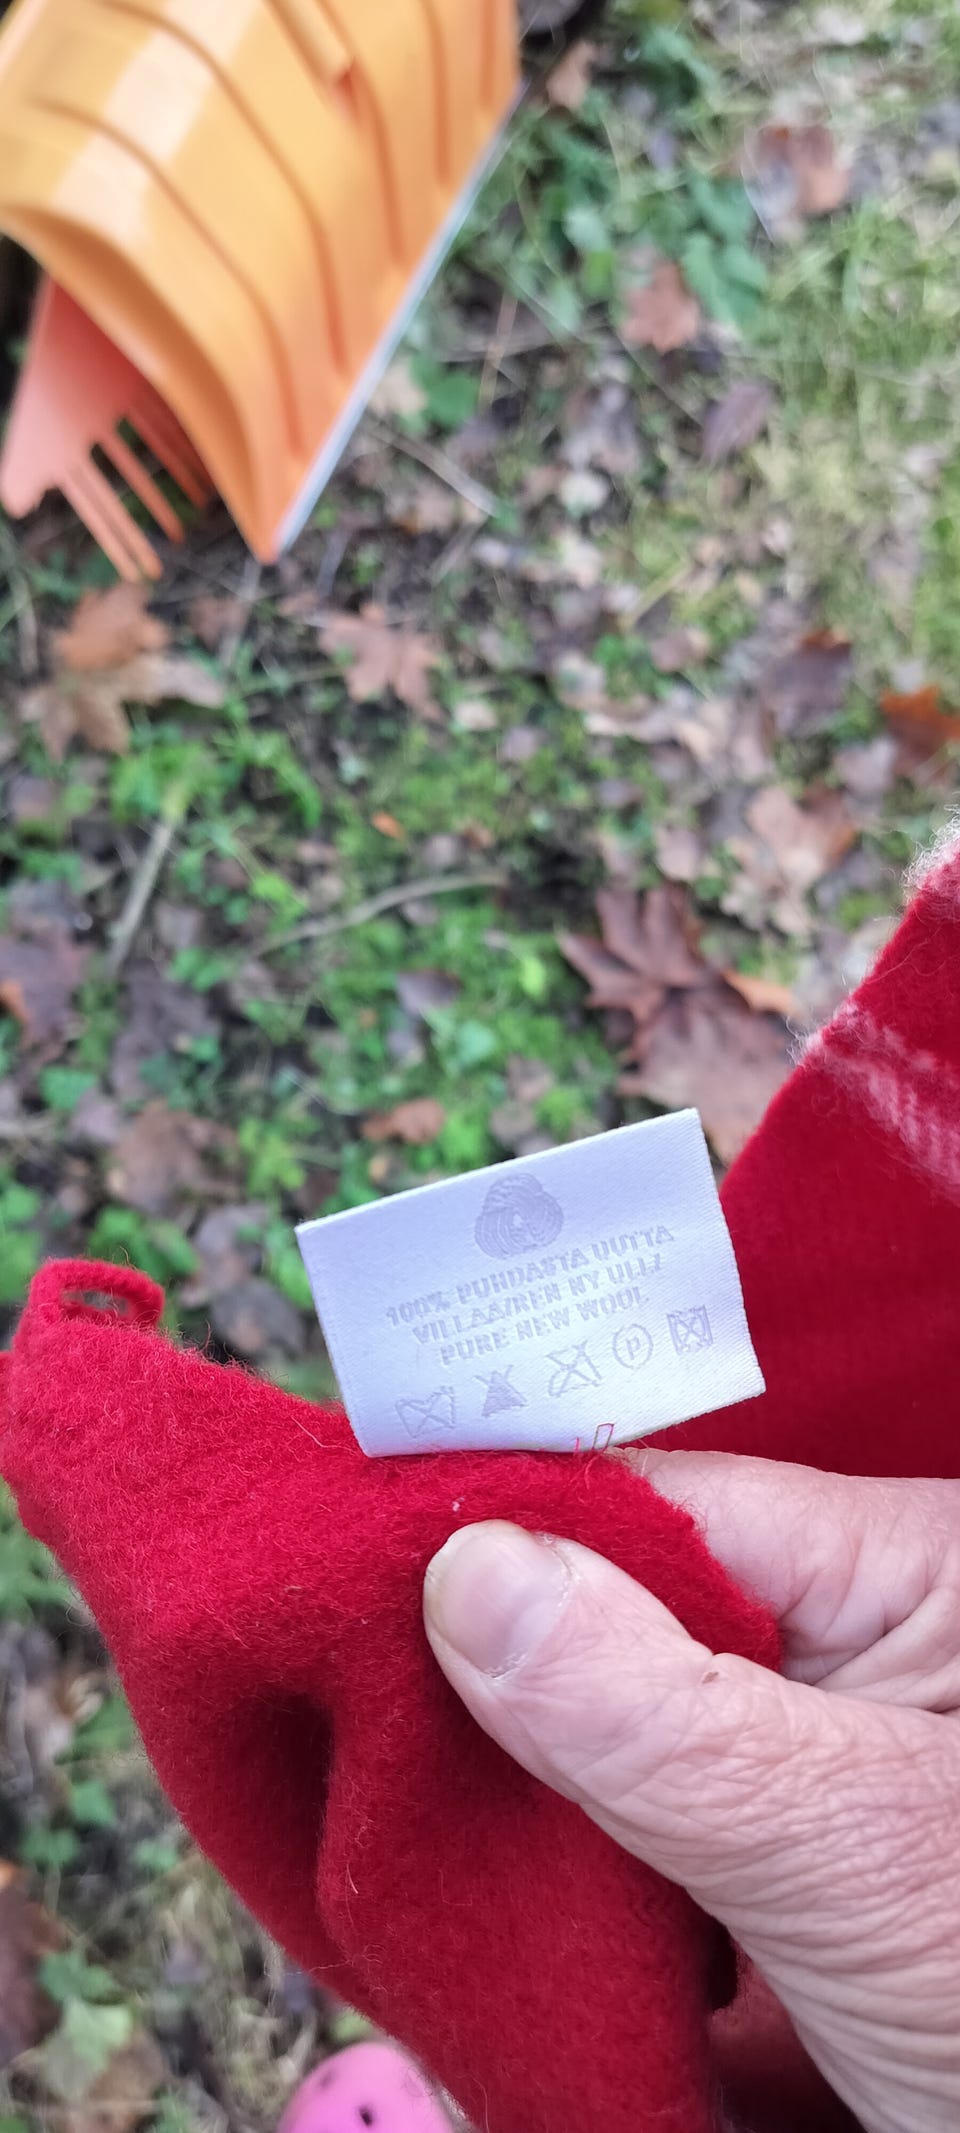 100% PUHDASTA UUTTA
VILLAA/REN NY ULL/
PURE NEW WOOL
P